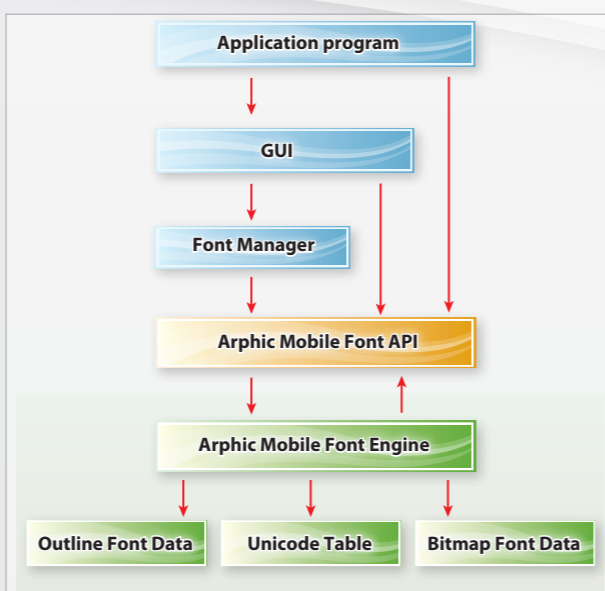 Application program
GUI
Font Manager
Arphic Mobile Font API
Arphic Mobile Font Engine
Outline Font Data
Unicode Table
Bitmap Font Data